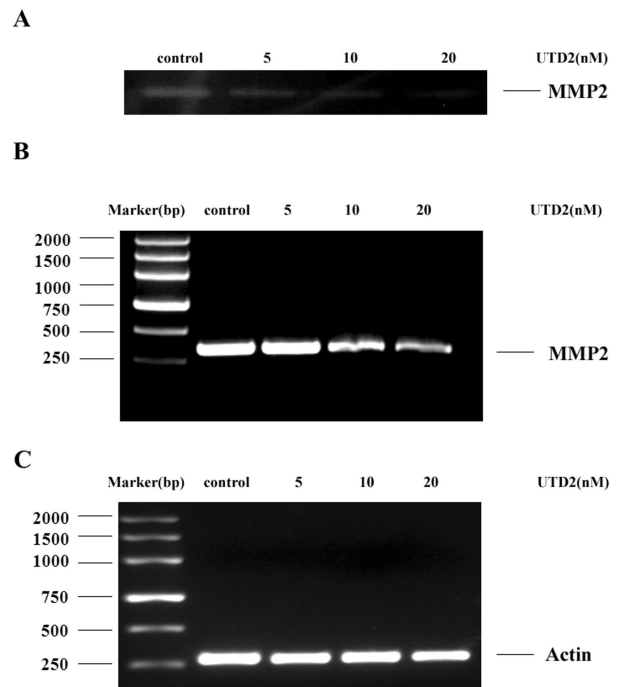 A
control 5 10 20 UTD2(nM)
MMP2
B
Marker(bp) control 5 10 20 UTD2(nM)
2000
1500
1000
750
500
250
MMP2
C
Marker(bp) control 5 10 20 UTD2(nM)
2000
1500
1000
750
500
250
Actin